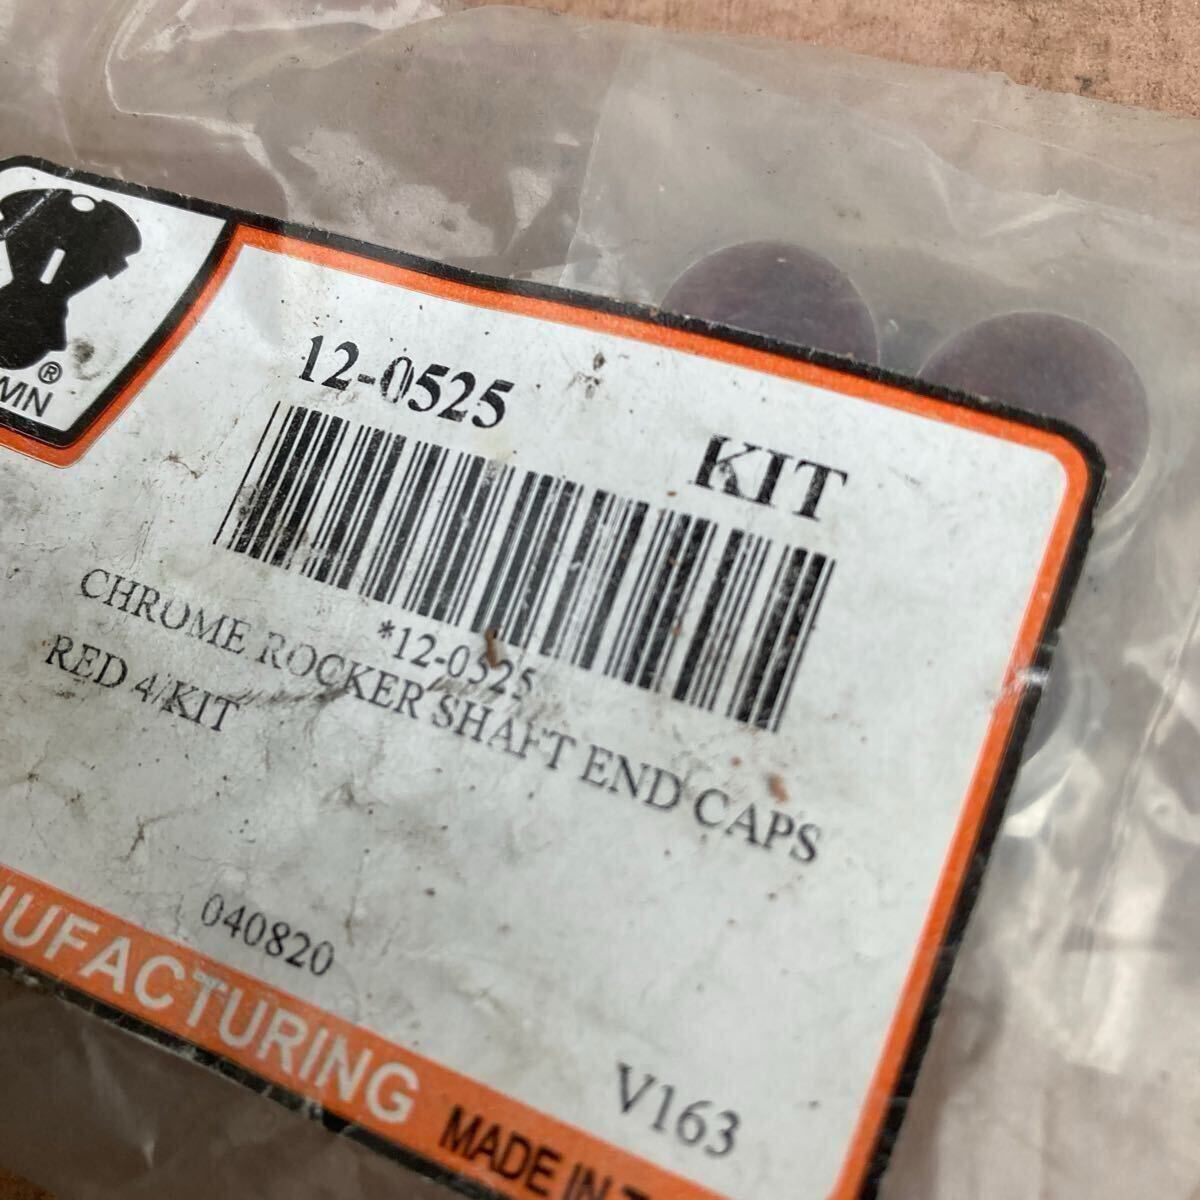 ®
12-0525
KIT
*12-0525
CHROME ROCKER SHAFT END CAPS
RED 4/KIT
040820
V163
UFACTURING
MADE IN T